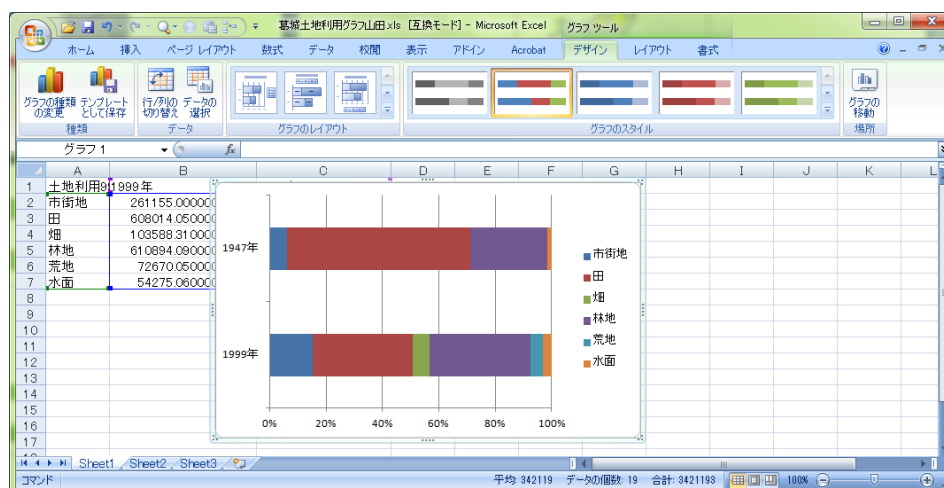 葛城土地利用グラフ山田.xls [互換モード] - Microsoft Excel グラフ ツール
ホーム 挿入 ページ レイアウト 数式 データ 校閲 表示 アドイン Acrobat デザイン レイアウト 書式
グラフの種類の変更 テンプレートとして保存 行/列の切り替え データの選択 グラフの移動
種類 データ グラフのレイアウト グラフのスタイル 場所
グラフ 1 fx
A B C D E F G H I J K L
1 土地利用9 1999年
2 市街地 261155.000000
3 田 608014.05000
4 畑 103588.31000
5 林地 610894.09000
6 荒地 72670.05000
7 水面 54275.06000
8
9
10
11
12
13
14
15
16
17
1947年
1999年
0% 20% 40% 60% 80% 100%
市街地
田
畑
林地
荒地
水面
Sheet1 Sheet2 Sheet3
コマンド 平均: 342119 データの個数: 19 合計: 3421193 100%